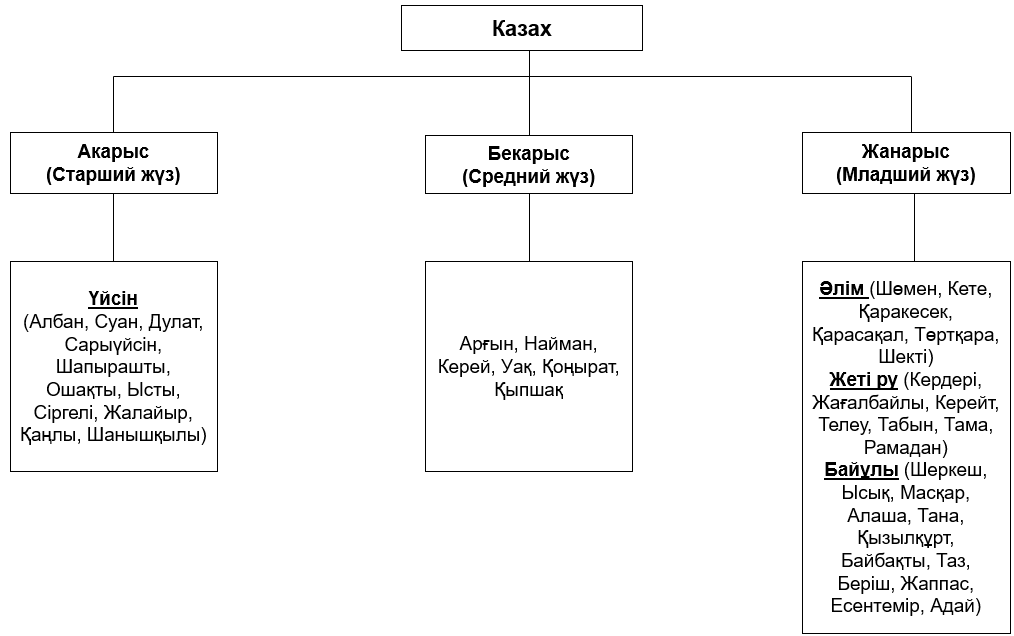 Казах
Акарыс
(Старший жүз)
Бекарыс
(Средний жүз)
Жанарыс
(Младший жүз)
Үйсін
(Албан, Суан, Дулат,
Сарыүйсін,
Шапырашты,
Ошақты, Ысты,
Сіргелі, Жалайыр,
Қаңлы, Шанышқылы)
Арғын, Найман,
Керей, Уақ, Қоңырат,
Қыпшақ
Әлім (Шөмен, Кете,
Қаракесек,
Қарасақал, Төртқара,
Шекті)
Жеті ру (Кердері,
Жағалбайлы, Керейт,
Телеу, Табын, Тама,
Рамадан)
Байұлы (Шеркеш,
Ысық, Масқар,
Алаша, Тана,
Қызылқұрт,
Байбақты, Таз,
Беріш, Жаппас,
Есентемір, Адай)